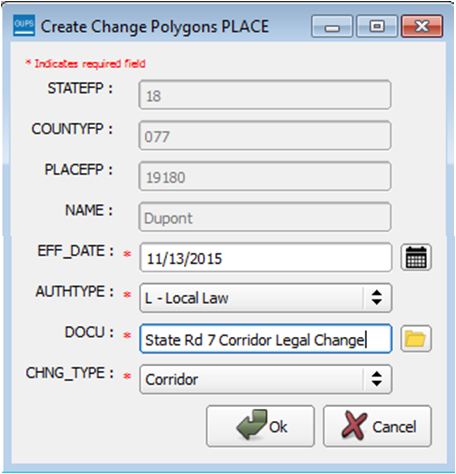 GUPS Create Change Polygons PLACE
* Indicates required field
STATEFP : 18
COUNTYFP : 077
PLACEFP : 19180
NAME : Dupont
EFF_DATE : * 11/13/2015
AUTHTYPE : * L - Local Law
DOCU : * State Rd 7 Corridor Legal Change
CHNG_TYPE : * Corridor
Ok Cancel